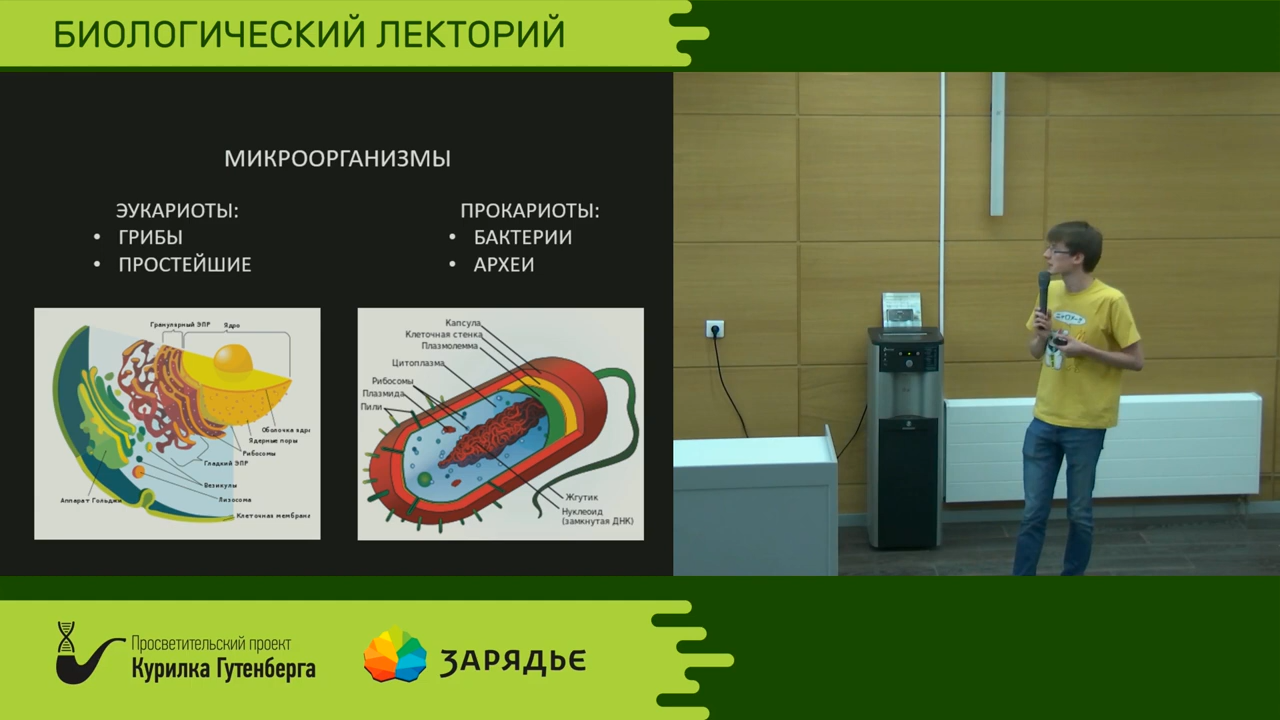 БИОЛОГИЧЕСКИЙ ЛЕКТОРИЙ
МИКРООРГАНИЗМЫ
ЭУКАРИОТЫ:
• ГРИБЫ
• ПРОСТЕЙШИЕ
ПРОКАРИОТЫ:
• БАКТЕРИИ
• АРХЕИ
Гранулярный ЭПР
Ядро
Оболочка ядра
Ядерные поры
Рибосомы
Гладкий ЭПР
Везикулы
Лизосома
Аппарат Гольджи
Клеточная мембрана
Капсула
Клеточная стенка
Плазмолемма
Цитоплазма
Рибосомы
Плазмида
Пили
Жгутик
Нуклеоид
(замкнутая ДНК)
Просветительский проект
Курилка Гутенберга
ЗАРЯДЬЕ